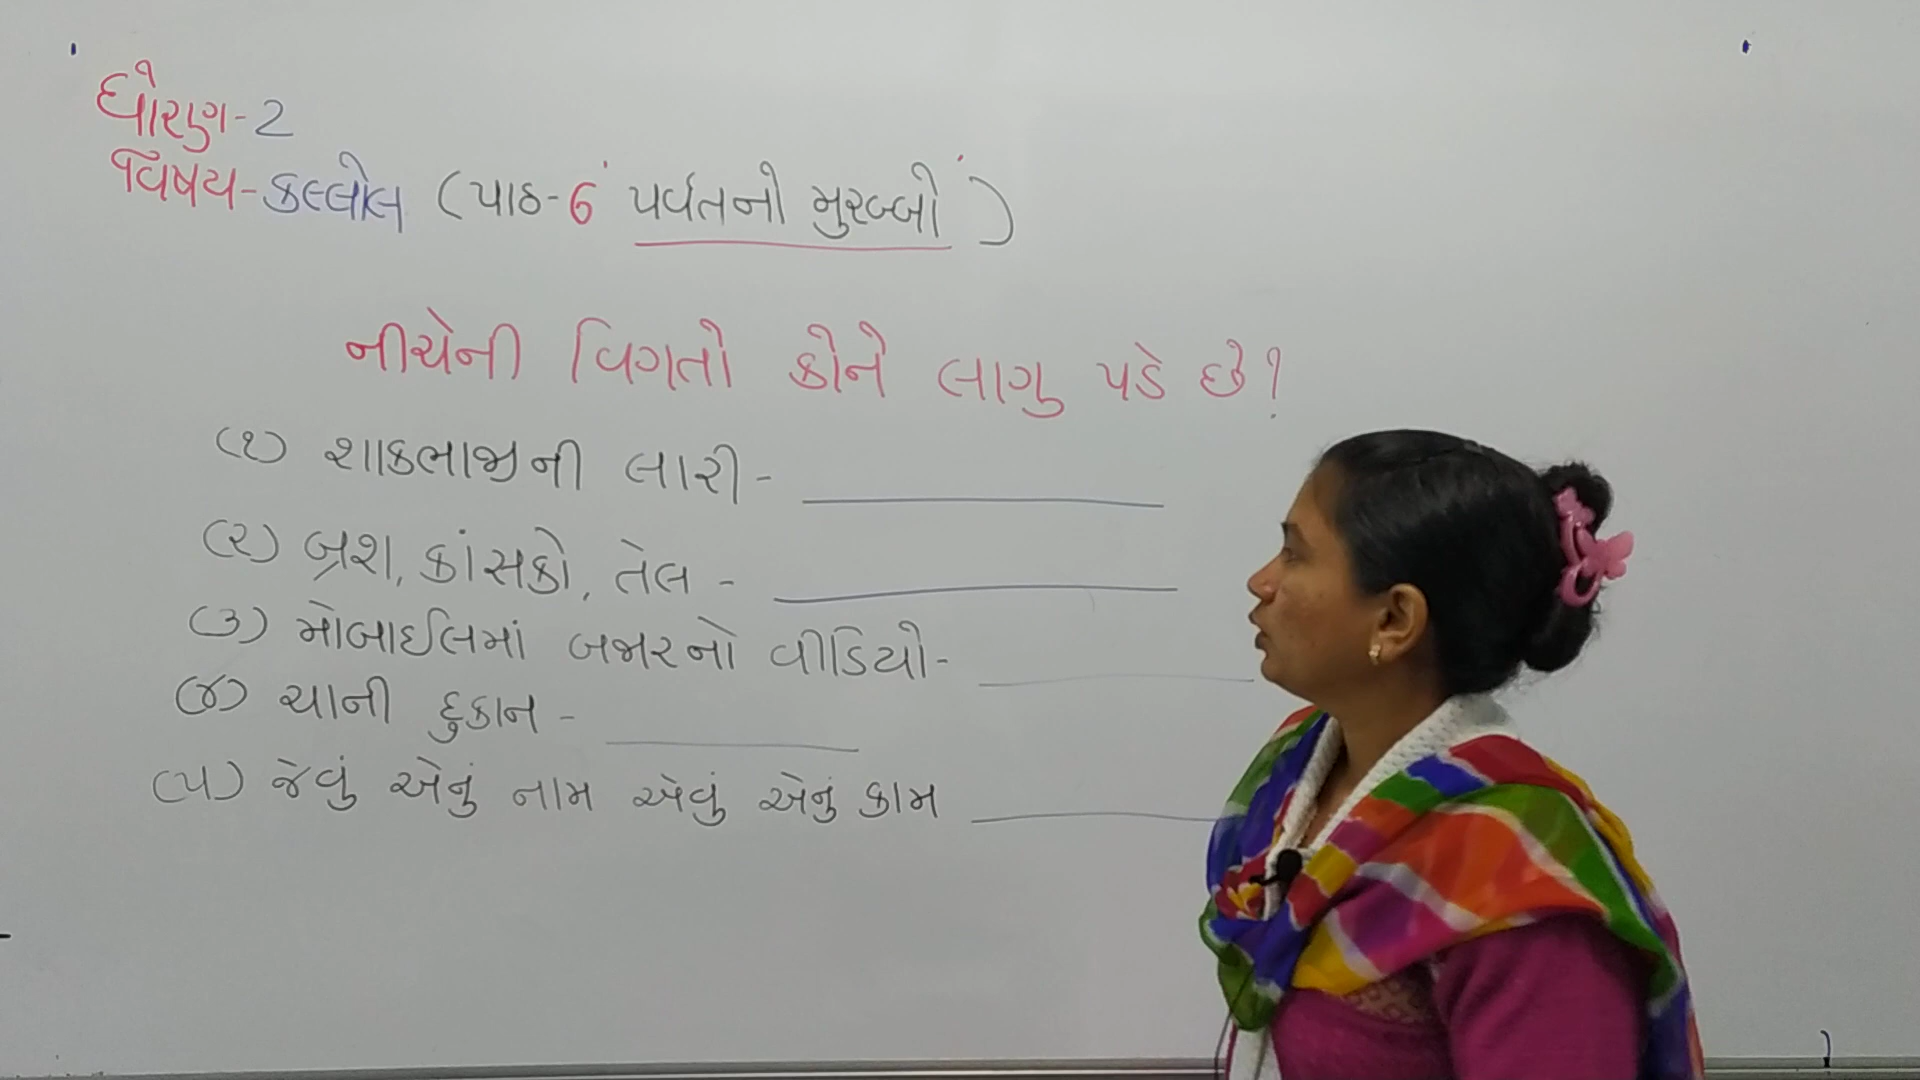 ધોરણ-2
વિષય-કલ્લોલ (પાઠ-6 પર્વતનો મુરબ્બો)
નીચેની વિગતો કોને લાગુ પડે છે?
(૧) શાકભાજીની લારી-
(૨) બ્રશ, કાંસકો, તેલ -
(૩) મોબાઈલમાં બજારનો વીડિયો-
(૪) ચાની દુકાન -
(૫) જેવું એનું નામ એવું એનું કામ